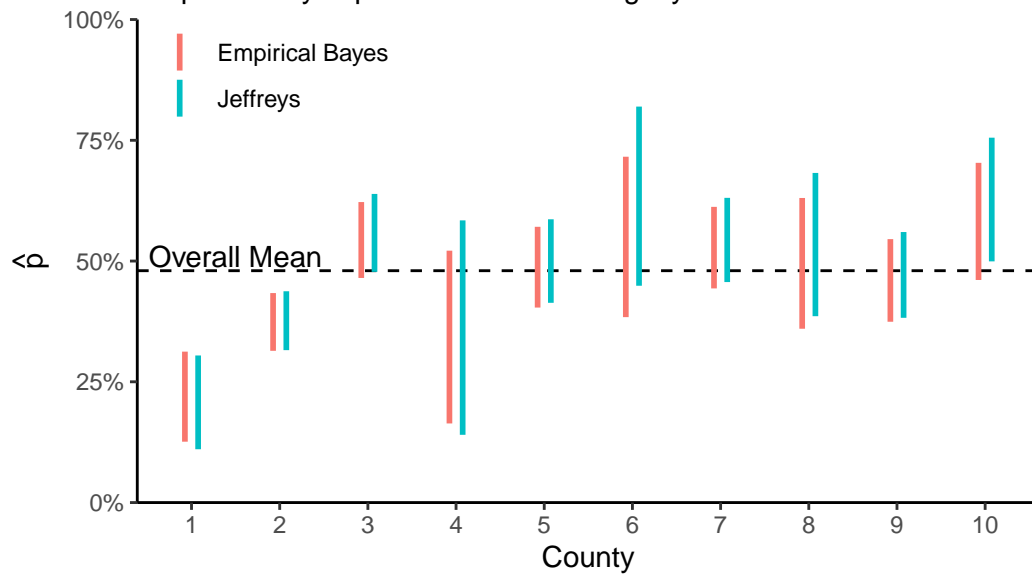 100%
Empirical Bayes
Jeffreys
75%
Overall Mean
50%
p̂
25%
0%
1 2 3 4 5 6 7 8 9 10
County